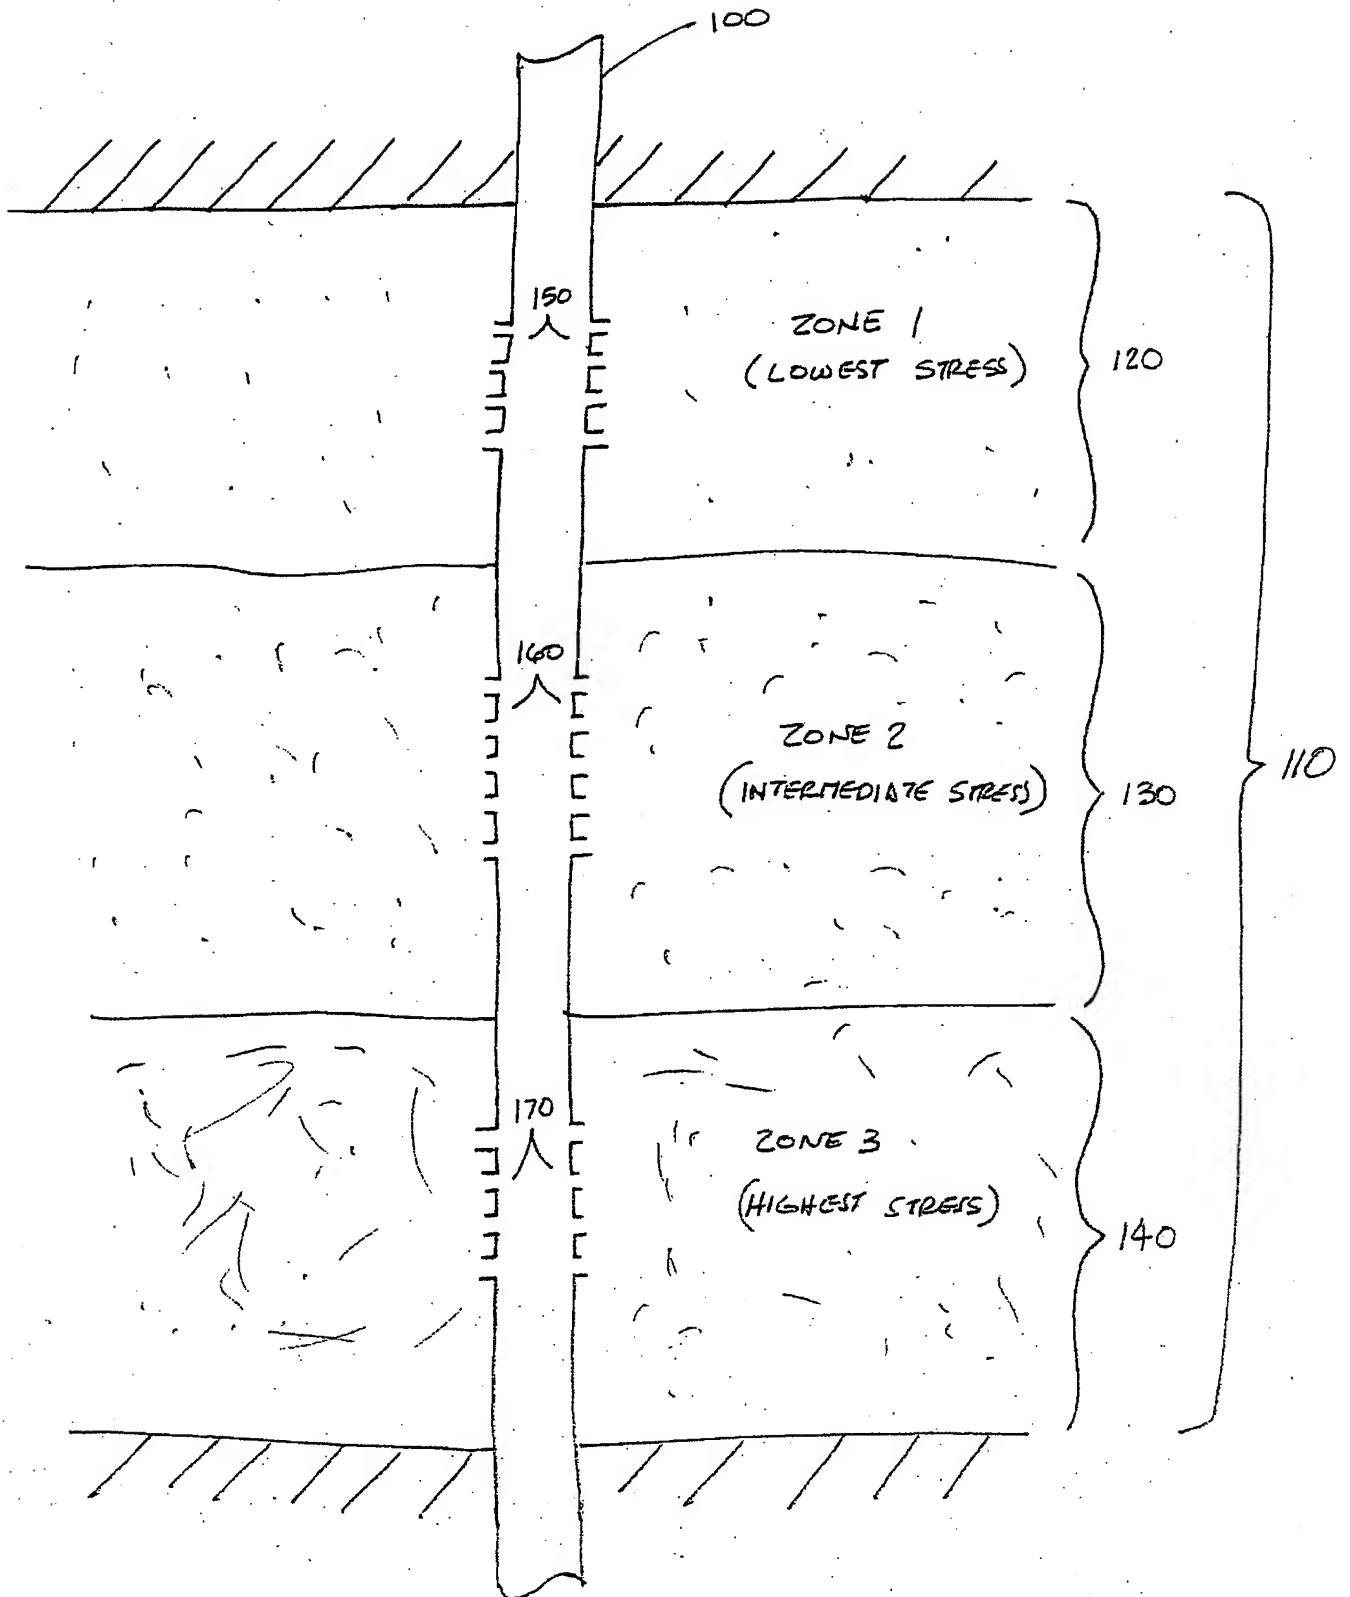 100
150
ZONE 1
(LOWEST STRESS)
120
160
ZONE 2
(INTERMEDIATE STRESS)
130
110
170
ZONE 3
(HIGHEST STRESS)
140